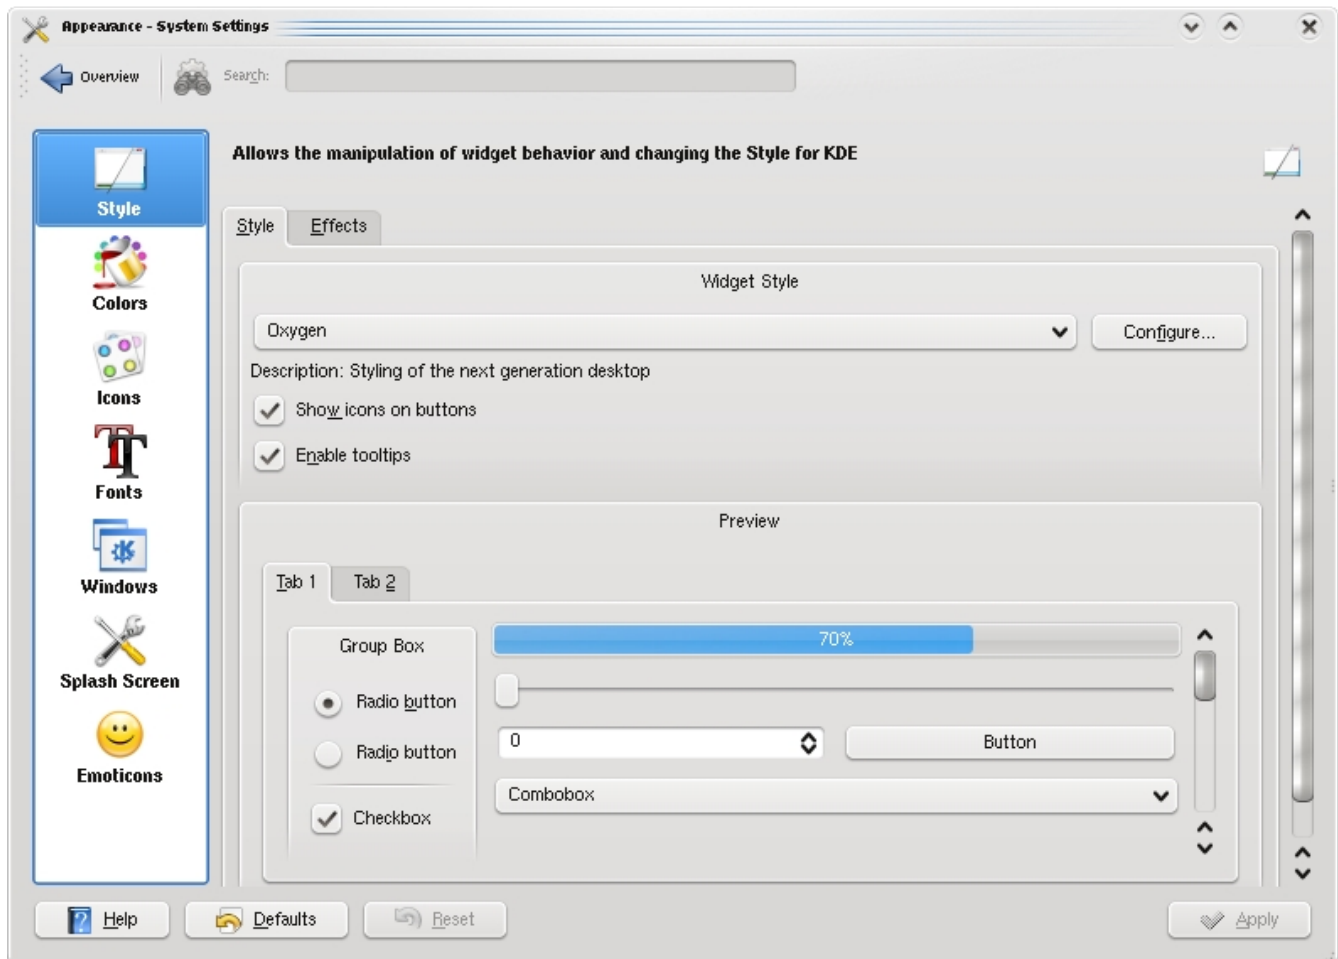 Appearance - System Settings
Overview
Search:
Style
Colors
Icons
Fonts
Windows
Splash Screen
Emoticons
Allows the manipulation of widget behavior and changing the Style for KDE
Style Effects
Widget Style
Oxygen Configure...
Description: Styling of the next generation desktop
Show icons on buttons
Enable tooltips
Preview
Tab 1 Tab 2
Group Box 70%
Radio button
0 Button
Radio button
Combobox
Checkbox
Help Defaults Reset Apply